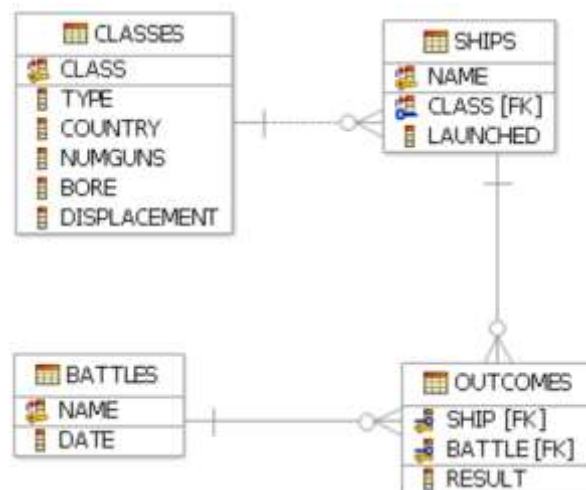 CLASSES
CLASS
TYPE
COUNTRY
NUMGUNS
BORE
DISPLACEMENT
SHIPS
NAME
CLASS [FK]
LAUNCHED
BATTLES
NAME
DATE
OUTCOMES
SHIP [FK]
BATTLE [FK]
RESULT